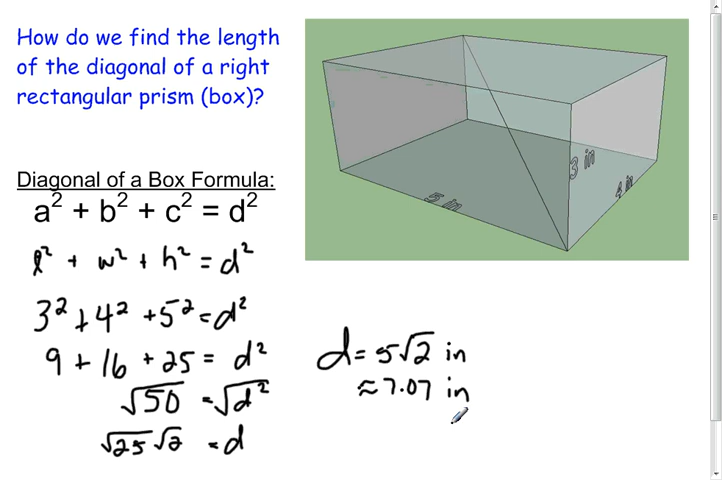 How do we find the length
of the diagonal of a right
rectangular prism (box)?
3 in
4 in
5 in
Diagonal of a Box Formula:
a² + b² + c² = d²
l² + w² + h² = d²
3² + 4² + 5² = d²
9 + 16 + 25 = d²
√50 = √d²
√25 √2 = d
d = 5√2 in
≈ 7.07 in